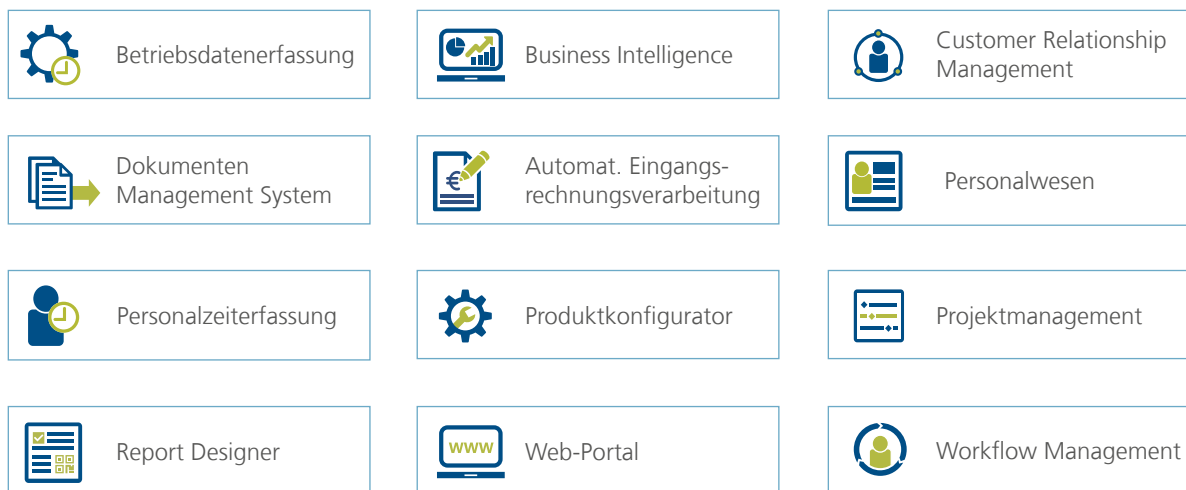 Betriebsdatenerfassung
Business Intelligence
Customer Relationship
Management
Dokumenten
Management System
€
Automat. Eingangs-
rechnungsverarbeitung
Personalwesen
Personalzeiterfassung
Produktkonfigurator
Projektmanagement
Report Designer
www
Web-Portal
Workflow Management